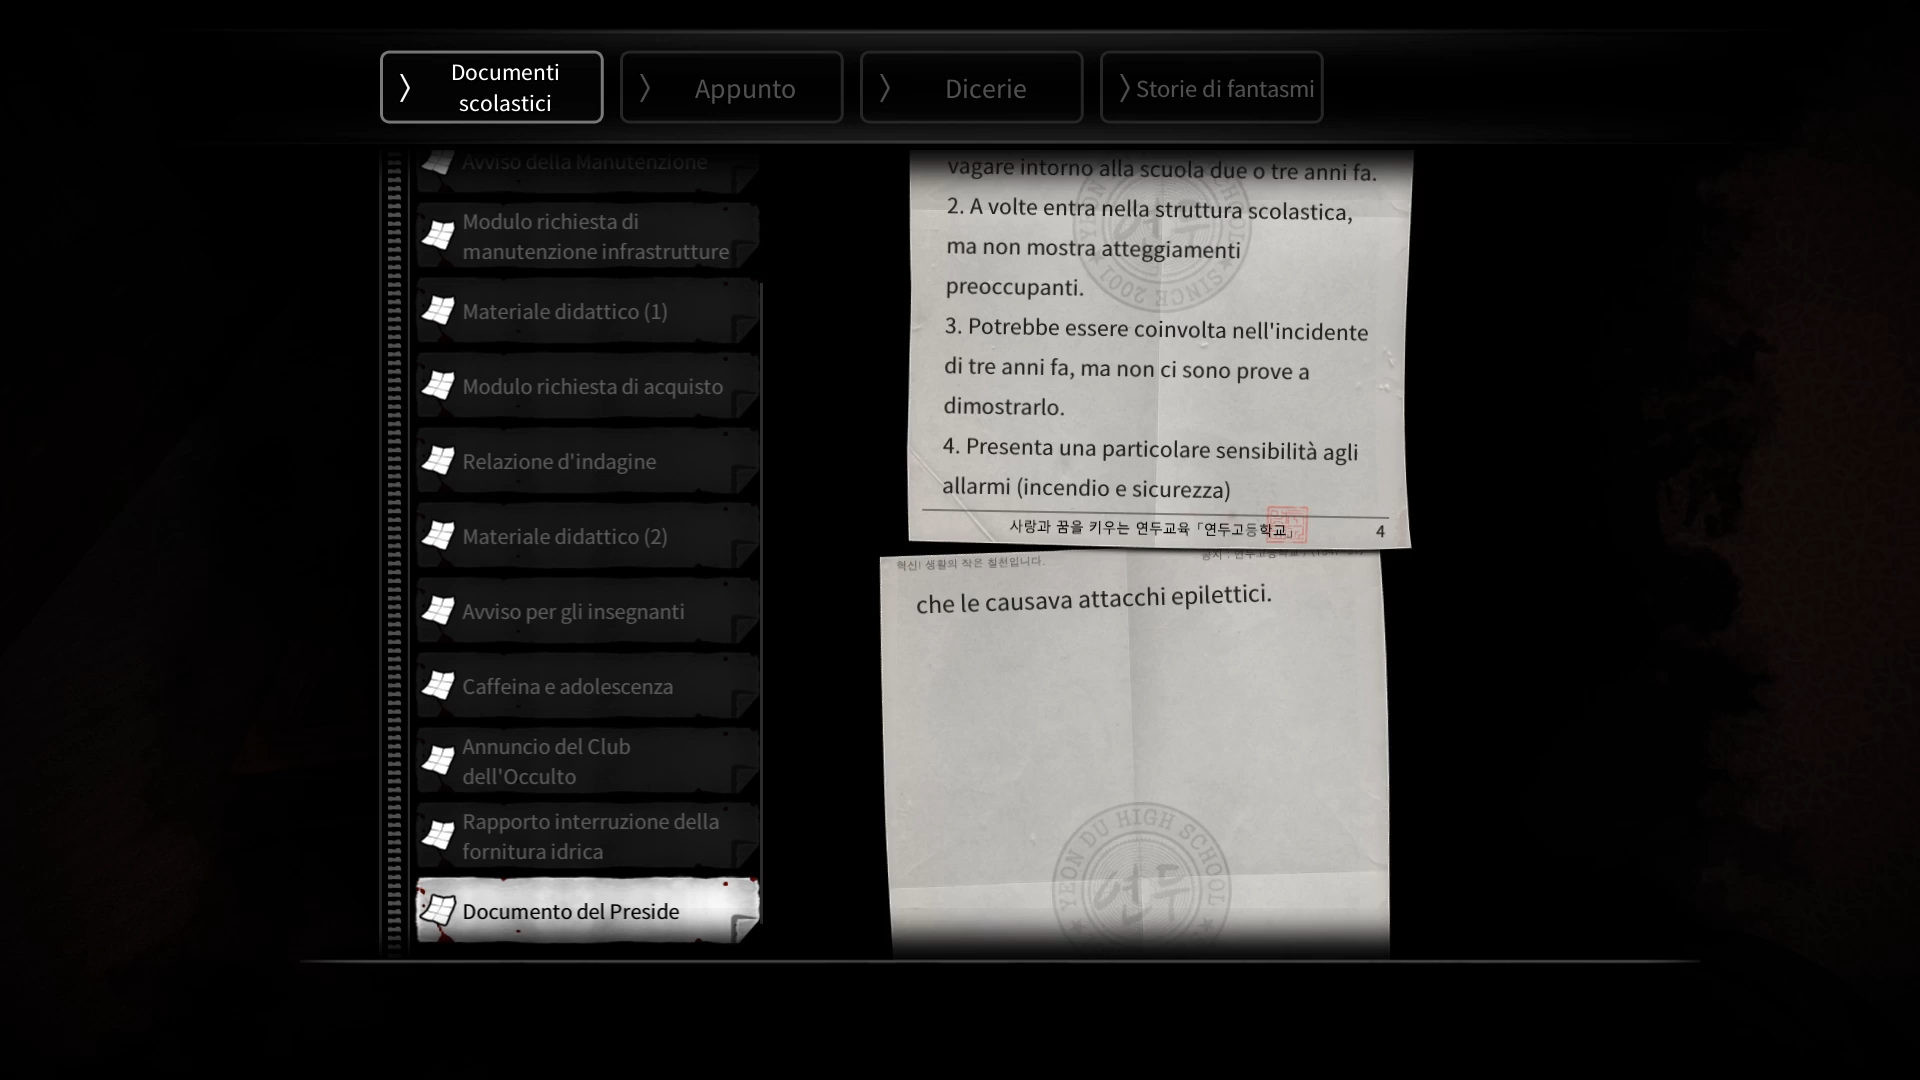 Documenti
scolastici
Appunto
Dicerie
Storie di fantasmi
Avviso della Manutenzione
Modulo richiesta di
manutenzione infrastrutture
Materiale didattico (1)
Modulo richiesta di acquisto
Relazione d'indagine
Materiale didattico (2)
Avviso per gli insegnanti
Caffeina e adolescenza
Annuncio del Club
dell'Occulto
Rapporto interruzione della
fornitura idrica
Documento del Preside
vagare intorno alla scuola due o tre anni fa.
2. A volte entra nella struttura scolastica,
ma non mostra atteggiamenti
preoccupanti.
3. Potrebbe essere coinvolta nell'incidente
di tre anni fa, ma non ci sono prove a
dimostrarlo.
4. Presenta una particolare sensibilità agli
allarmi (incendio e sicurezza)
SINCE 2001
사랑과 꿈을 키우는 연두교육「연두고등학교」
4
혁신! 생활의 작은 실천입니다.
che le causava attacchi epilettici.
YEON DU HIGH SCHOOL
연두